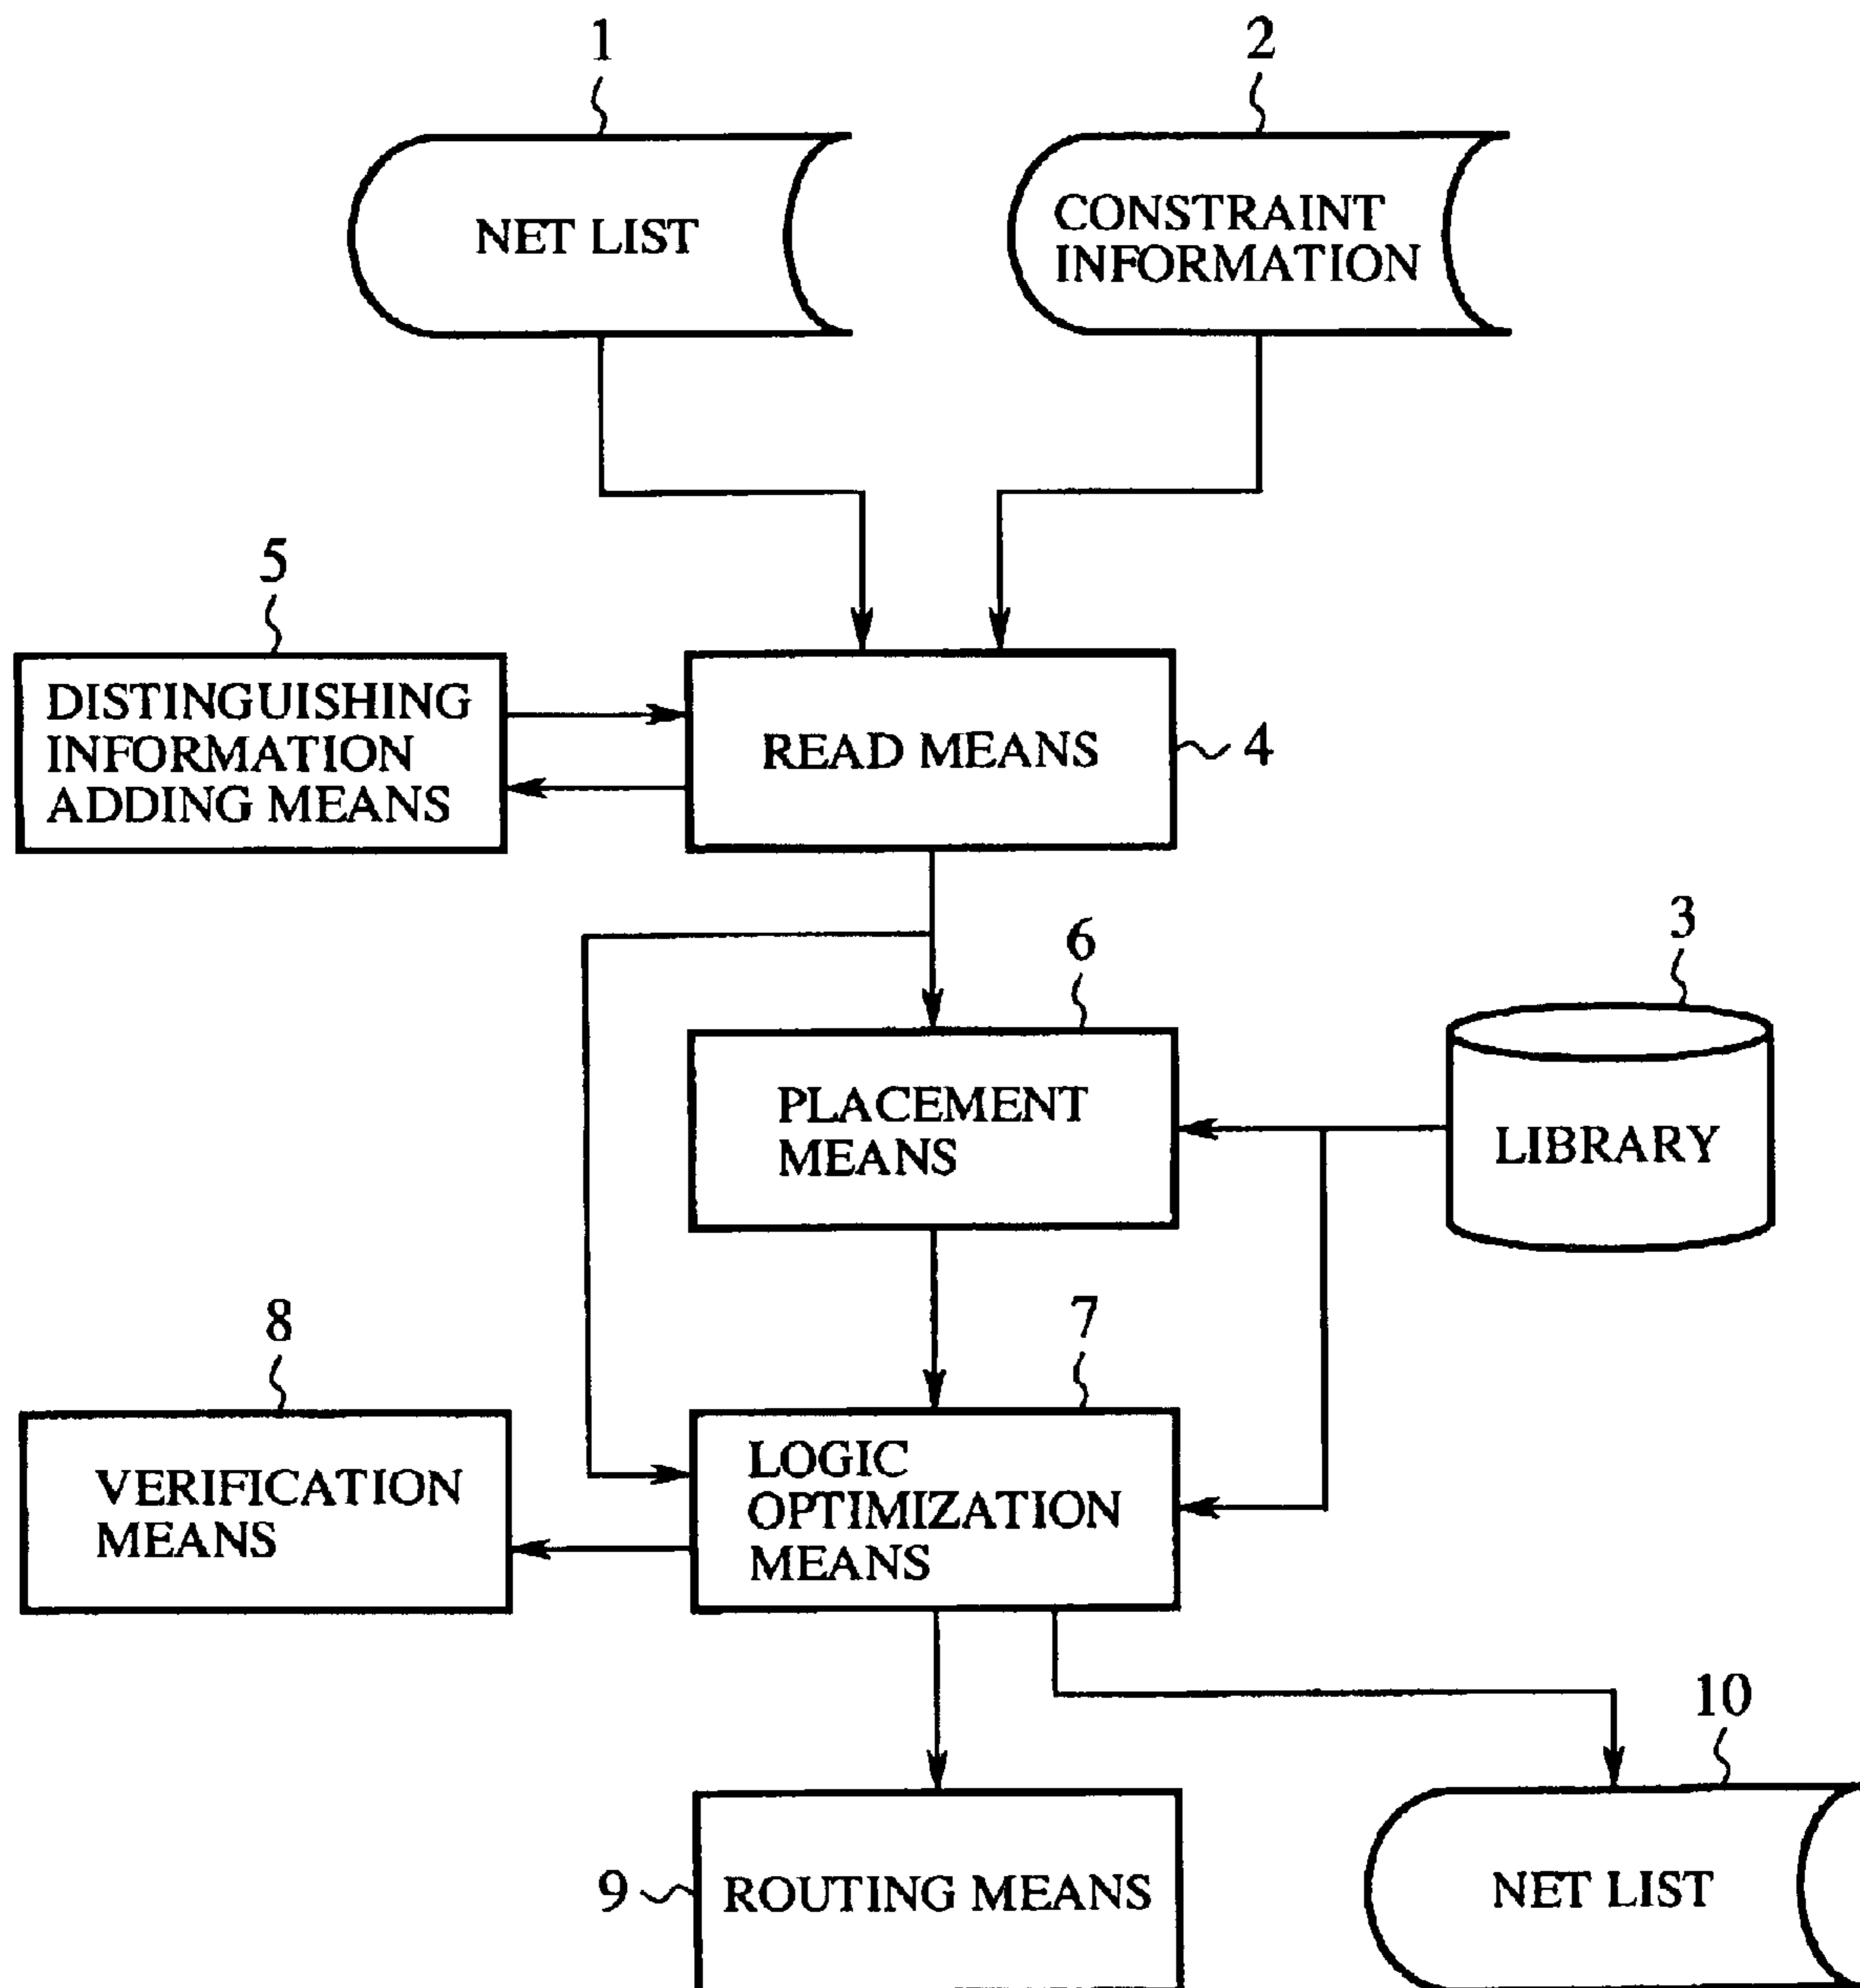 1
2
NET LIST
CONSTRAINT
INFORMATION
5
DISTINGUISHING
INFORMATION
ADDING MEANS
READ MEANS
4
6
3
PLACEMENT
MEANS
LIBRARY
8
7
VERIFICATION
MEANS
LOGIC
OPTIMIZATION
MEANS
10
9
ROUTING MEANS
NET LIST